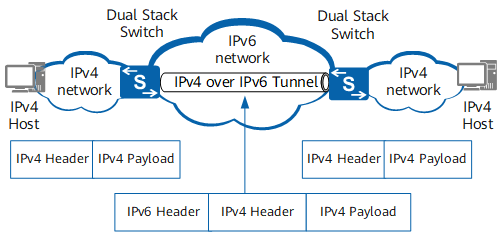 Dual Stack
Switch
IPv6
network
Dual Stack
Switch
IPv4
network
S
IPv4 over IPv6 Tunnel
S
IPv4
network
IPv4
Host
IPv4
Host
IPv4 Header
IPv4 Payload
IPv4 Header
IPv4 Payload
IPv6 Header
IPv4 Header
IPv4 Payload